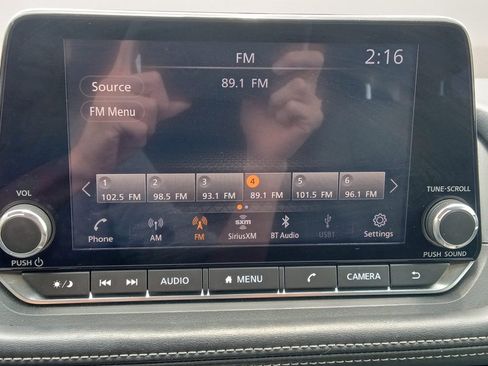 FM 2:16
Source 89.1 FM
FM Menu
1 2 3 4 5 6
102.5 FM 98.5 FM 93.1 FM 89.1 FM 101.5 FM 96.1 FM
VOL TUNE·SCROLL
Phone AM FM sxm SiriusXM BT Audio USB1 Settings
PUSH PUSH SOUND
AUDIO MENU CAMERA